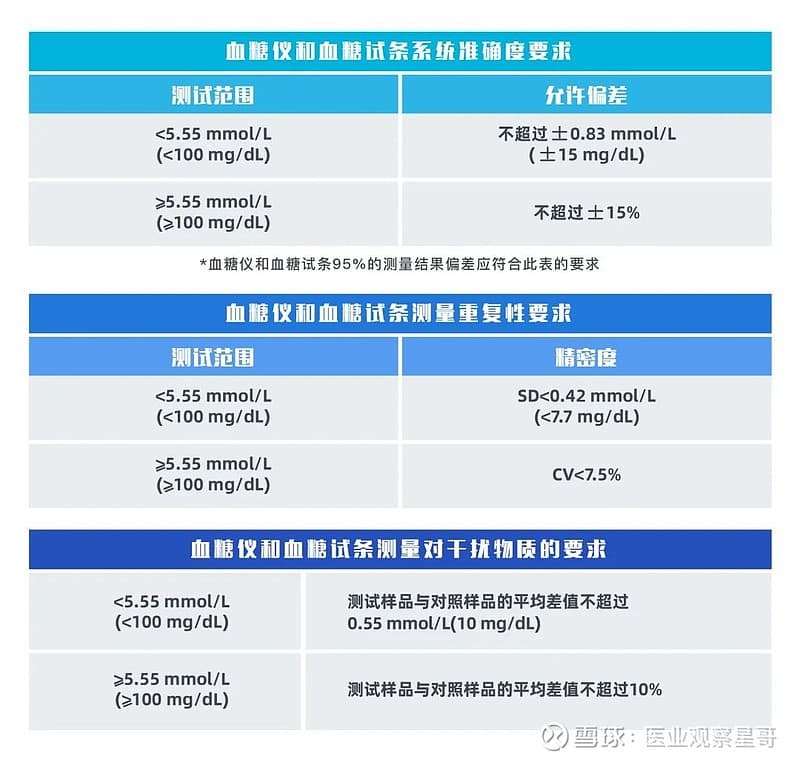 血糖仪和血糖试条系统准确度要求
测试范围
允许偏差
<5.55 mmol/L
(<100 mg/dL)
不超过±0.83 mmol/L
(±15 mg/dL)
⩾5.55 mmol/L
(⩾100 mg/dL)
不超过±15%
*血糖仪和血糖试条95%的测量结果偏差应符合此表的要求
血糖仪和血糖试条测量重复性要求
测试范围
精密度
<5.55 mmol/L
(<100 mg/dL)
SD<0.42 mmol/L
(<7.7 mg/dL)
⩾5.55 mmol/L
(⩾100 mg/dL)
CV<7.5%
血糖仪和血糖试条测量对干扰物质的要求
<5.55 mmol/L
(<100 mg/dL)
测试样品与对照样品的平均差值不超过
0.55 mmol/L(10 mg/dL)
⩾5.55 mmol/L
(⩾100 mg/dL)
测试样品与对照样品的平均差值不超过10%
雪球：医业观察星哥